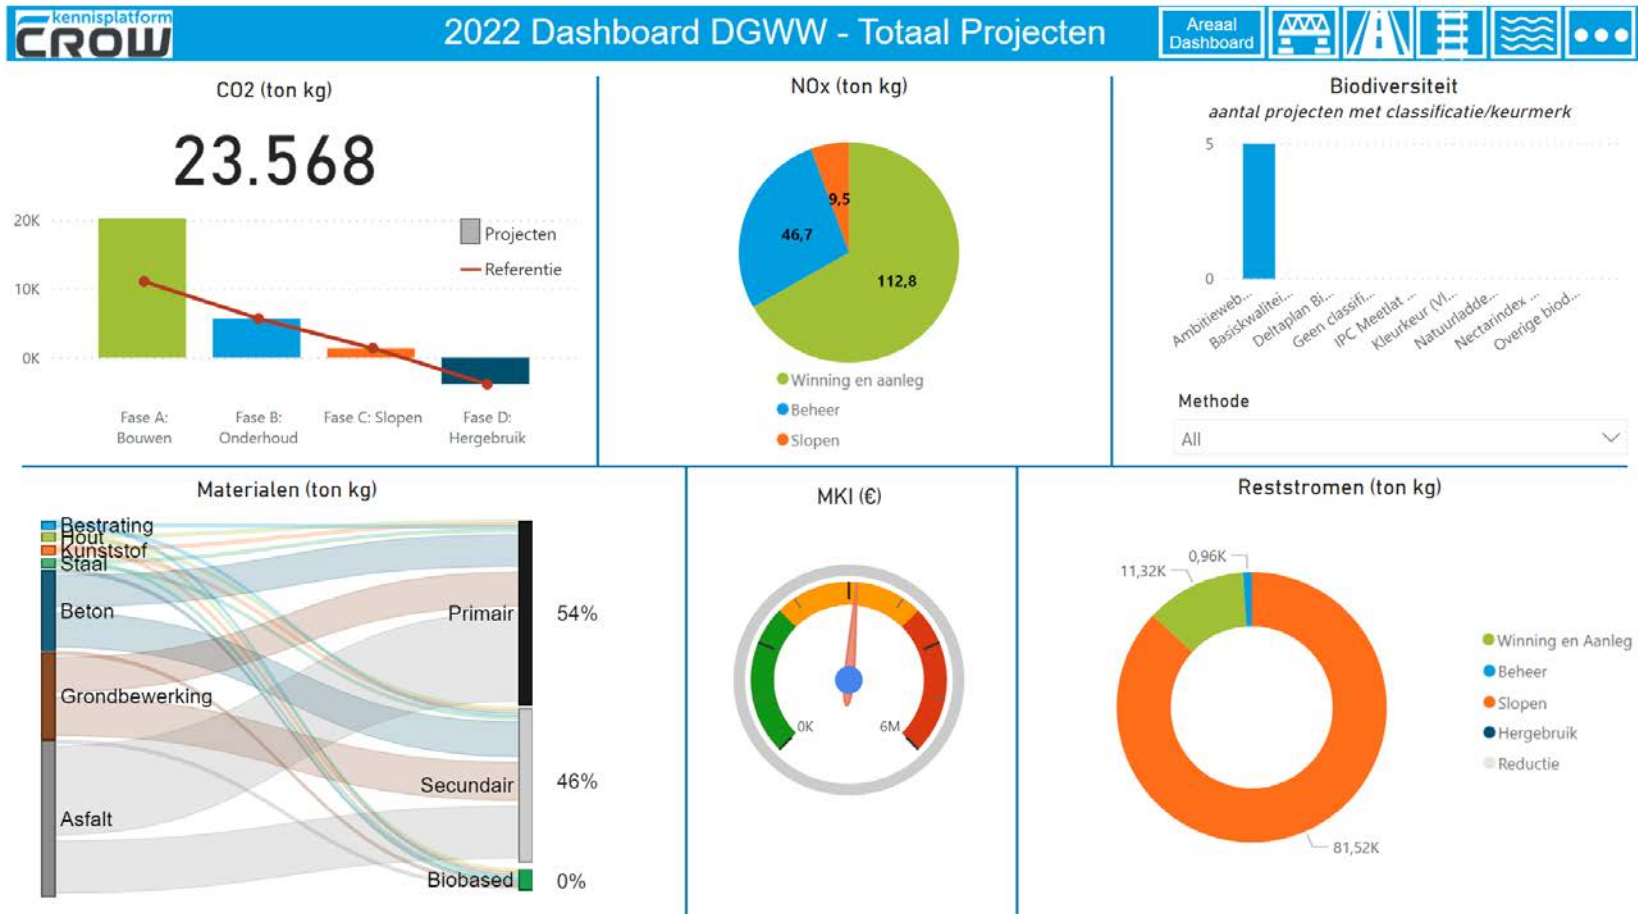 kennisplatform
CROW
2022 Dashboard DGWW - Totaal Projecten
Areaal
Dashboard
CO2 (ton kg)
23.568
20K
10K
0K
Projecten
Referentie
Fase A:
Bouwen
Fase B:
Onderhoud
Fase C: Slopen
Fase D:
Hergebruik
NOx (ton kg)
9,5
46,7
112,8
Winning en aanleg
Beheer
Slopen
Biodiversiteit
aantal projecten met classificatie/keurmerk
5
0
Ambitieweb...
Basiskwalitei...
Deltaplan Bi...
Geen classifi...
IPC Meetlat ...
Kleurkeur (Vl...
Natuurladde...
Nectarindex ...
Overige biod...
Methode
All
Materialen (ton kg)
Bestrating
Hout
Kunststof
Staal
Beton
Grondbewerking
Asfalt
Primair
54%
Secundair
46%
Biobased
0%
MKI (€)
0K
6M
Reststromen (ton kg)
0,96K
11,32K
81,52K
Winning en Aanleg
Beheer
Slopen
Hergebruik
Reductie